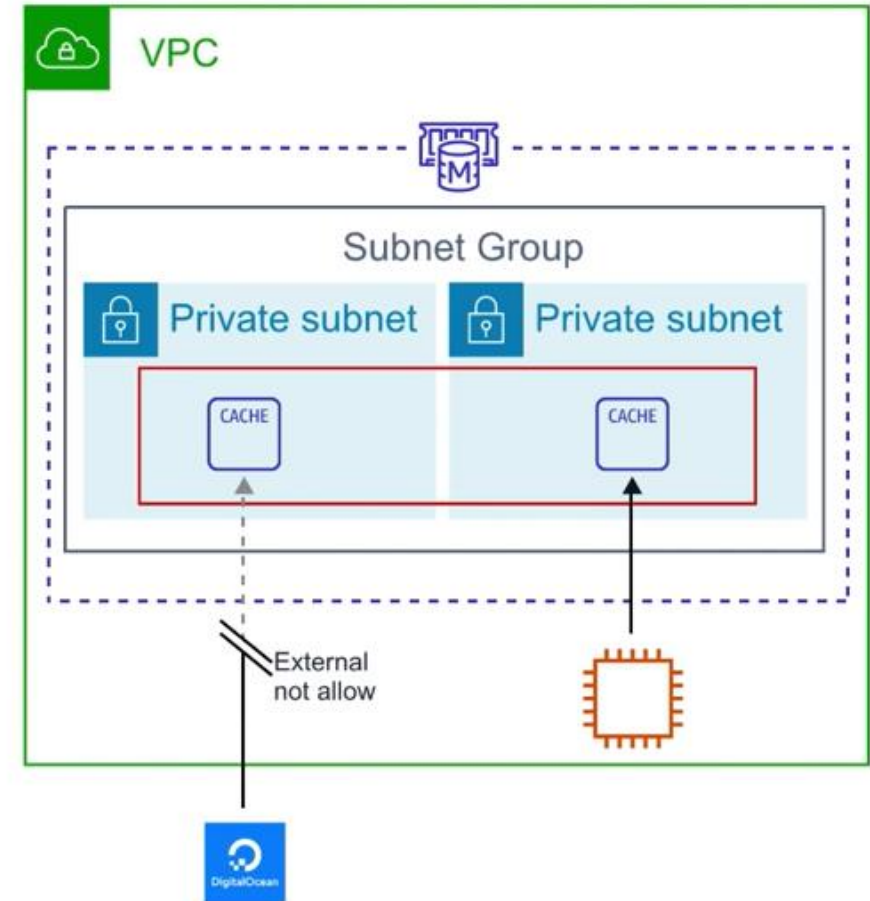 VPC
M
Subnet Group
Private subnet
Private subnet
CACHE
CACHE
External
not allow
DigitalOcean